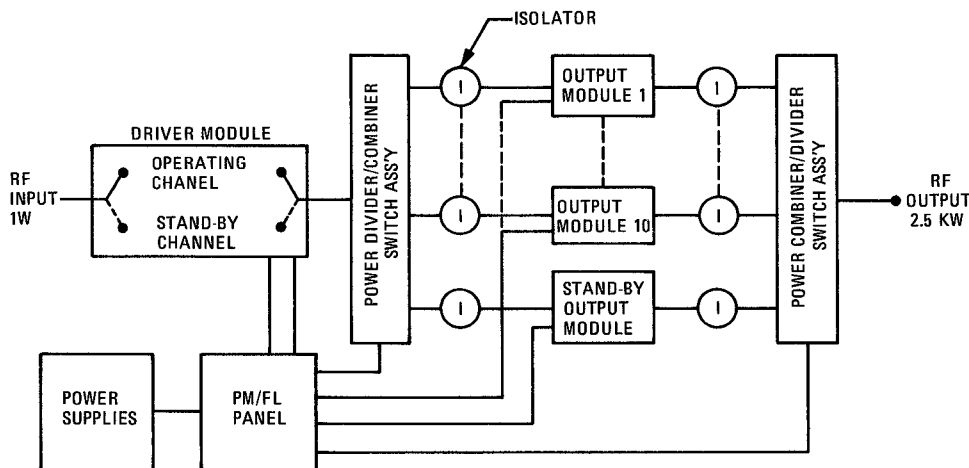 ISOLATOR
DRIVER MODULE
RF
INPUT
1W
OPERATING
CHANEL
STAND-BY
CHANNEL
POWER DIVIDER/COMBINER
SWITCH ASS'Y
I
OUTPUT
MODULE 1
I
I
OUTPUT
MODULE 10
I
I
STAND-BY
OUTPUT
MODULE
I
POWER COMBINER/DIVIDER
SWITCH ASS'Y
RF
OUTPUT
2.5 KW
POWER
SUPPLIES
PM/FL
PANEL